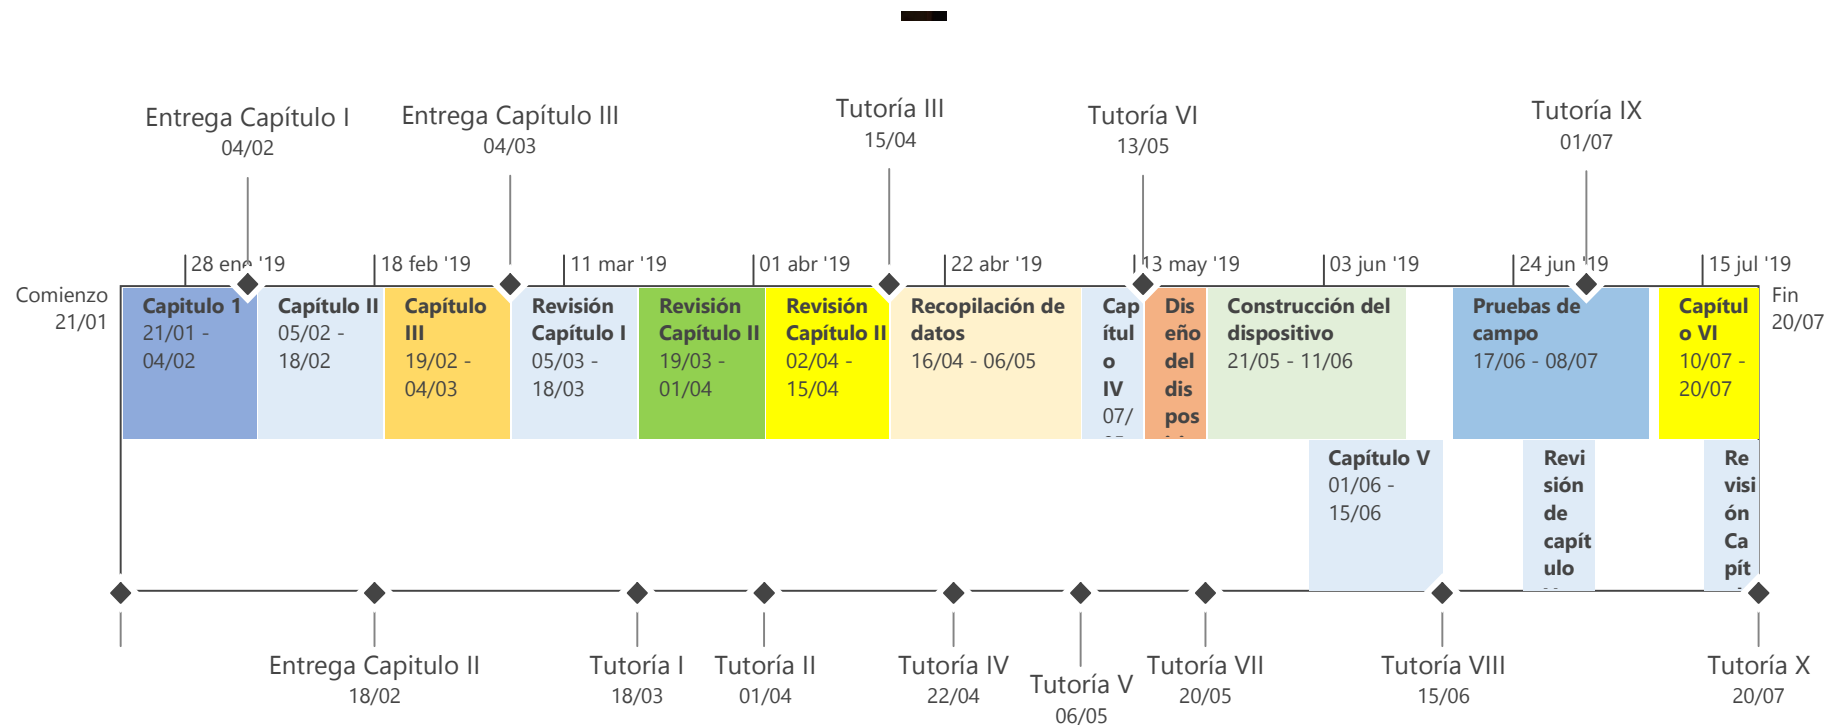 Entrega Capítulo I
04/02
Entrega Capítulo III
04/03
Tutoría III
15/04
Tutoría VI
13/05
Tutoría IX
01/07
28 ene '19
18 feb '19
11 mar '19
01 abr '19
22 abr '19
13 may '19
03 jun '19
24 jun '19
15 jul '19
Comienzo
21/01
Capitulo 1
21/01 -
04/02
Capítulo II
05/02 -
18/02
Capítulo
III
19/02 -
04/03
Revisión
Capítulo I
05/03 -
18/03
Revisión
Capítulo II
19/03 -
01/04
Revisión
Capítulo II
02/04 -
15/04
Recopilación de
datos
16/04 - 06/05
Cap
ítul
o
IV
07/
Dis
eño
del
dis
pos
Construcción del
dispositivo
21/05 - 11/06
Pruebas de
campo
17/06 - 08/07
Capítul
o VI
10/07 -
20/07
Fin
20/07
Capítulo V
01/06 -
15/06
Revi
sión
de
capít
ulo
Re
visi
ón
Ca
pít
Entrega Capitulo II
18/02
Tutoría I
18/03
Tutoría II
01/04
Tutoría IV
22/04
Tutoría V
06/05
Tutoría VII
20/05
Tutoría VIII
15/06
Tutoría X
20/07